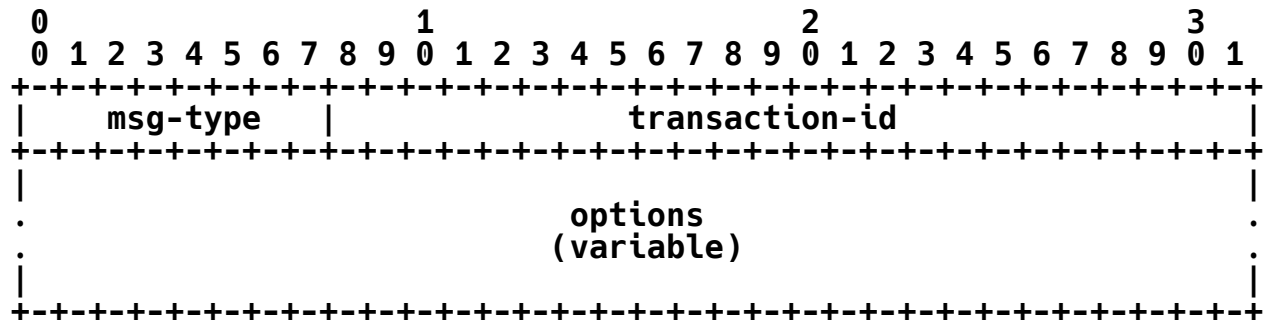 0                   1                   2                   3
 0 1 2 3 4 5 6 7 8 9 0 1 2 3 4 5 6 7 8 9 0 1 2 3 4 5 6 7 8 9 0 1
+-+-+-+-+-+-+-+-+-+-+-+-+-+-+-+-+-+-+-+-+-+-+-+-+-+-+-+-+-+-+-+-+
|    msg-type   |               transaction-id                  |
+-+-+-+-+-+-+-+-+-+-+-+-+-+-+-+-+-+-+-+-+-+-+-+-+-+-+-+-+-+-+-+-+
|                                                               |
.                            options                            .
.                           (variable)                          .
|                                                               |
+-+-+-+-+-+-+-+-+-+-+-+-+-+-+-+-+-+-+-+-+-+-+-+-+-+-+-+-+-+-+-+-+